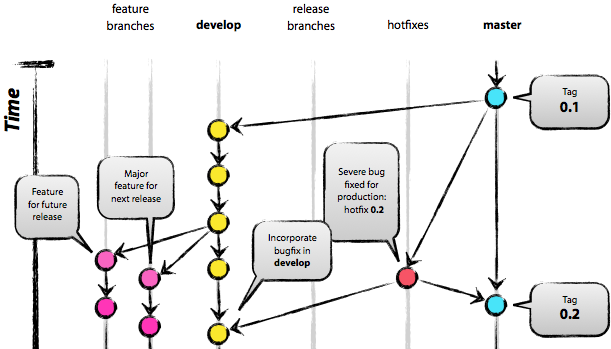 feature
branches
develop
release
branches
hotfixes
master
Time
Tag
0.1
Major
feature for
next release
Severe bug
fixed for
production:
hotfix 0.2
Feature
for future
release
Incorporate
bugfix in
develop
Tag
0.2